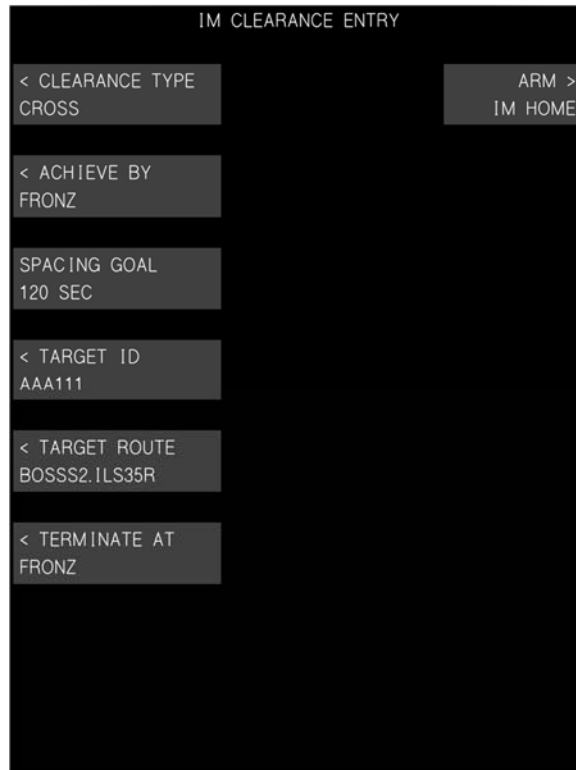 IM CLEARANCE ENTRY
< CLEARANCE TYPE
CROSS
ARM >
IM HOME
< ACHIEVE BY
FRONZ
SPACING GOAL
120 SEC
< TARGET ID
AAA111
< TARGET ROUTE
BOSSS2.ILS35R
< TERMINATE AT
FRONZ